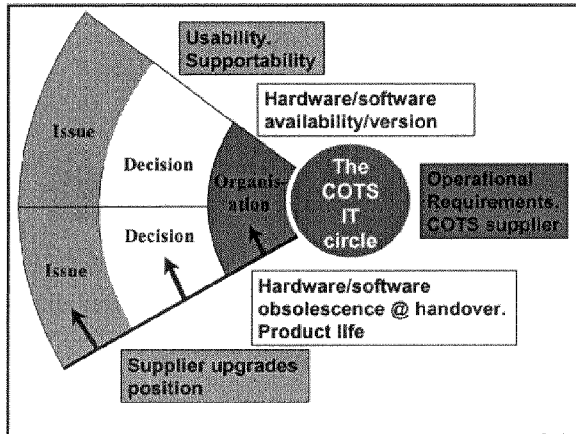 Usability.
Supportability
Hardware/software
availability/version
Issue
Decision
Organis-
ation
The
COTS
IT
circle
Operational
Requirements.
COTS supplier
Issue
Decision
Hardware/software
obsolescence @ handover.
Product life
Supplier upgrades
position